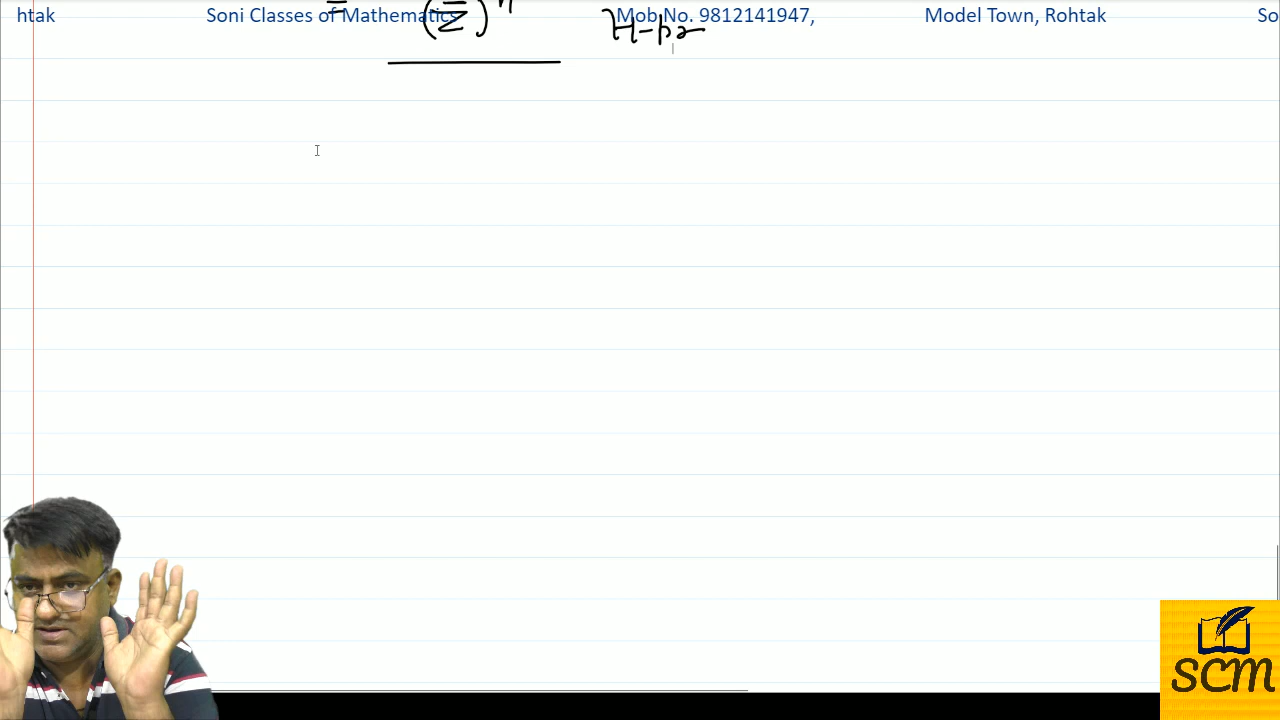 htak Soni Classes of Mathematics Mob No. 9812141947, Model Town, Rohtak So
= (z̄)ⁿ
scm